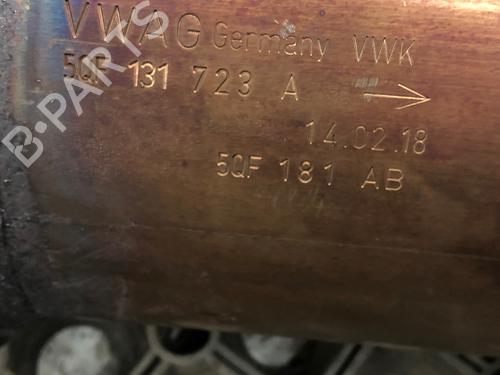 VWAG Germany VWK
5QF 131 723 A →
14.02.18
5QF 181 AB
B-PARTS